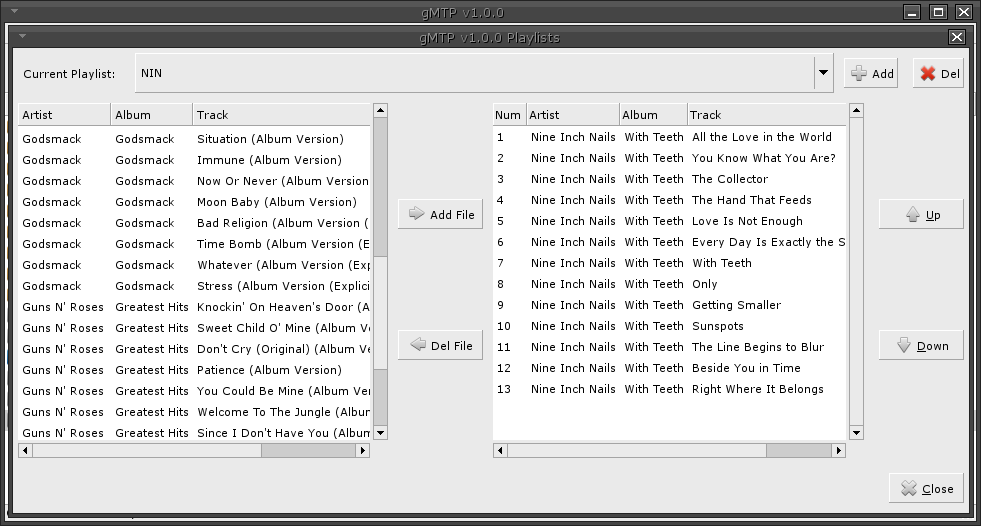 gMTP v1.0.0
gMTP v1.0.0 Playlists
Current Playlist: NIN Add Del
Artist Album Track
Godsmack Godsmack Situation (Album Version)
Godsmack Godsmack Immune (Album Version)
Godsmack Godsmack Now Or Never (Album Version
Godsmack Godsmack Moon Baby (Album Version)
Godsmack Godsmack Bad Religion (Album Version (
Godsmack Godsmack Time Bomb (Album Version (E
Godsmack Godsmack Whatever (Album Version (Exp
Godsmack Godsmack Stress (Album Version (Explici
Guns N' Roses Greatest Hits Knockin' On Heaven's Door (A
Guns N' Roses Greatest Hits Sweet Child O' Mine (Album V
Guns N' Roses Greatest Hits Don't Cry (Original) (Album Ve
Guns N' Roses Greatest Hits Patience (Album Version)
Guns N' Roses Greatest Hits You Could Be Mine (Album Ver
Guns N' Roses Greatest Hits Welcome To The Jungle (Albun
Guns N' Roses Greatest Hits Since I Don't Have You (Album
Add File
Del File
Num Artist Album Track
1 Nine Inch Nails With Teeth All the Love in the World
2 Nine Inch Nails With Teeth You Know What You Are?
3 Nine Inch Nails With Teeth The Collector
4 Nine Inch Nails With Teeth The Hand That Feeds
5 Nine Inch Nails With Teeth Love Is Not Enough
6 Nine Inch Nails With Teeth Every Day Is Exactly the S
7 Nine Inch Nails With Teeth With Teeth
8 Nine Inch Nails With Teeth Only
9 Nine Inch Nails With Teeth Getting Smaller
10 Nine Inch Nails With Teeth Sunspots
11 Nine Inch Nails With Teeth The Line Begins to Blur
12 Nine Inch Nails With Teeth Beside You in Time
13 Nine Inch Nails With Teeth Right Where It Belongs
Up
Down
Close